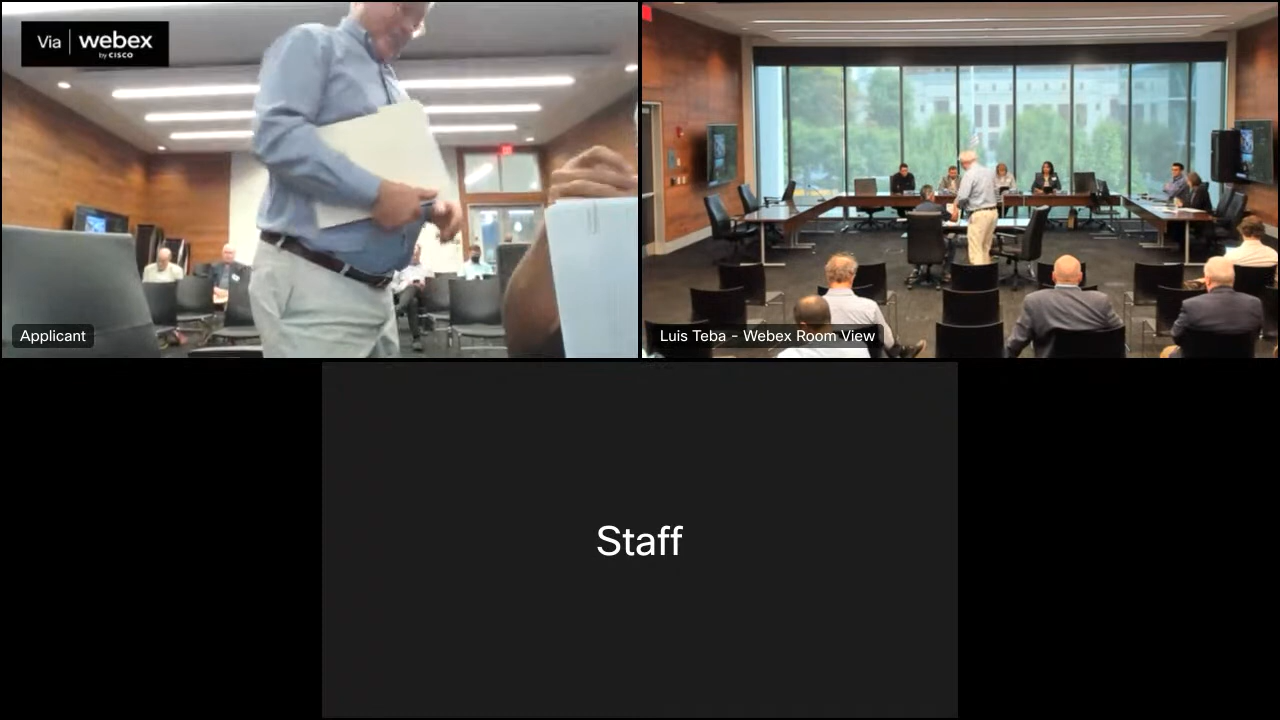 Via webex
by CISCO
Applicant
Luis Teba - Webex Room View
Staff